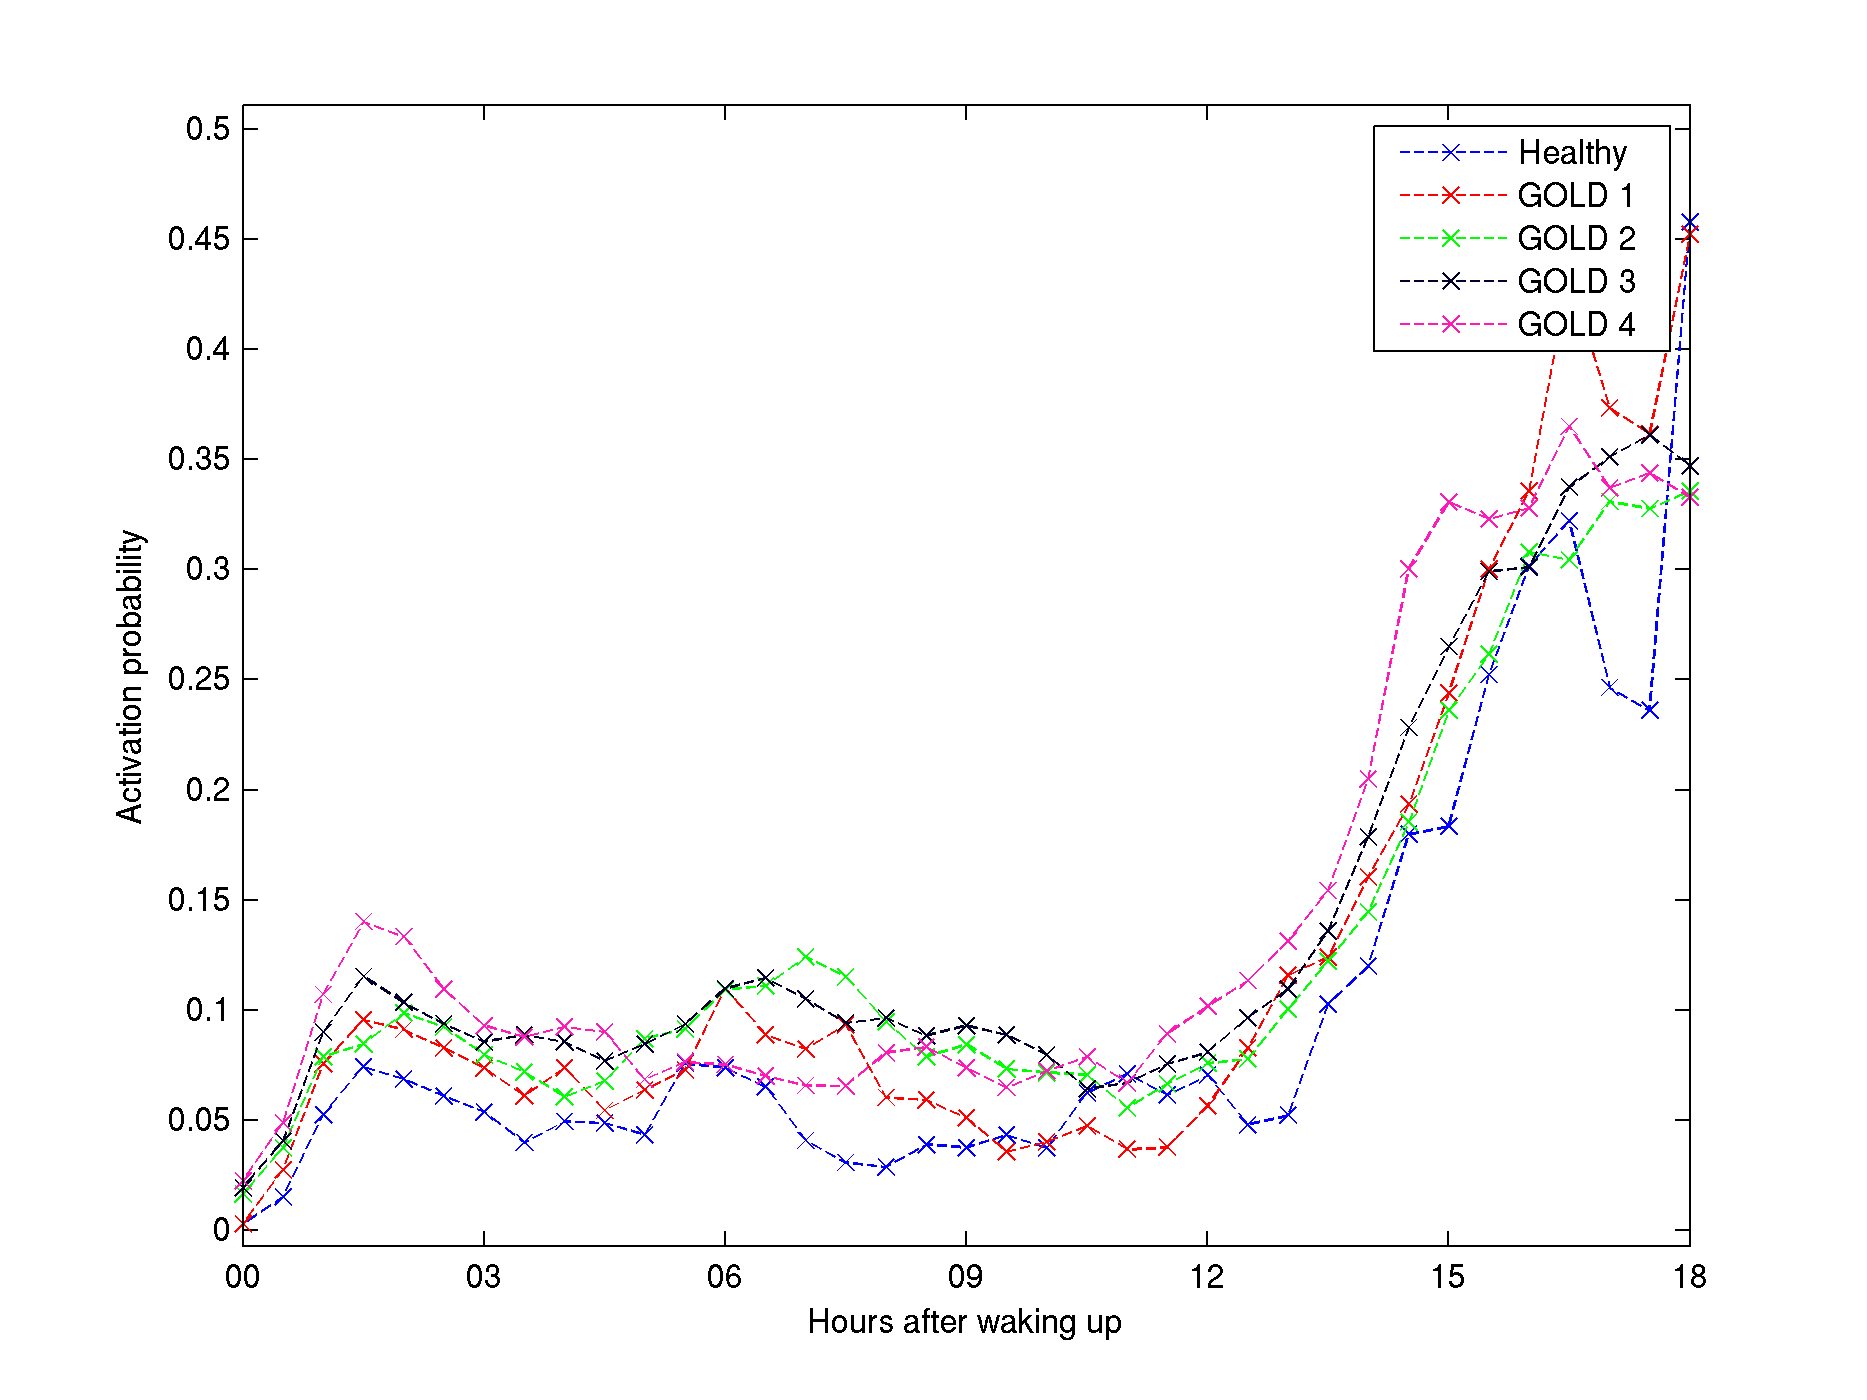 0.5
0.45
0.4
0.35
0.3
0.25
0.2
0.15
0.1
0.05
0
Activation probability
Healthy
GOLD 1
GOLD 2
GOLD 3
GOLD 4
00 03 06 09 12 15 18
Hours after waking up